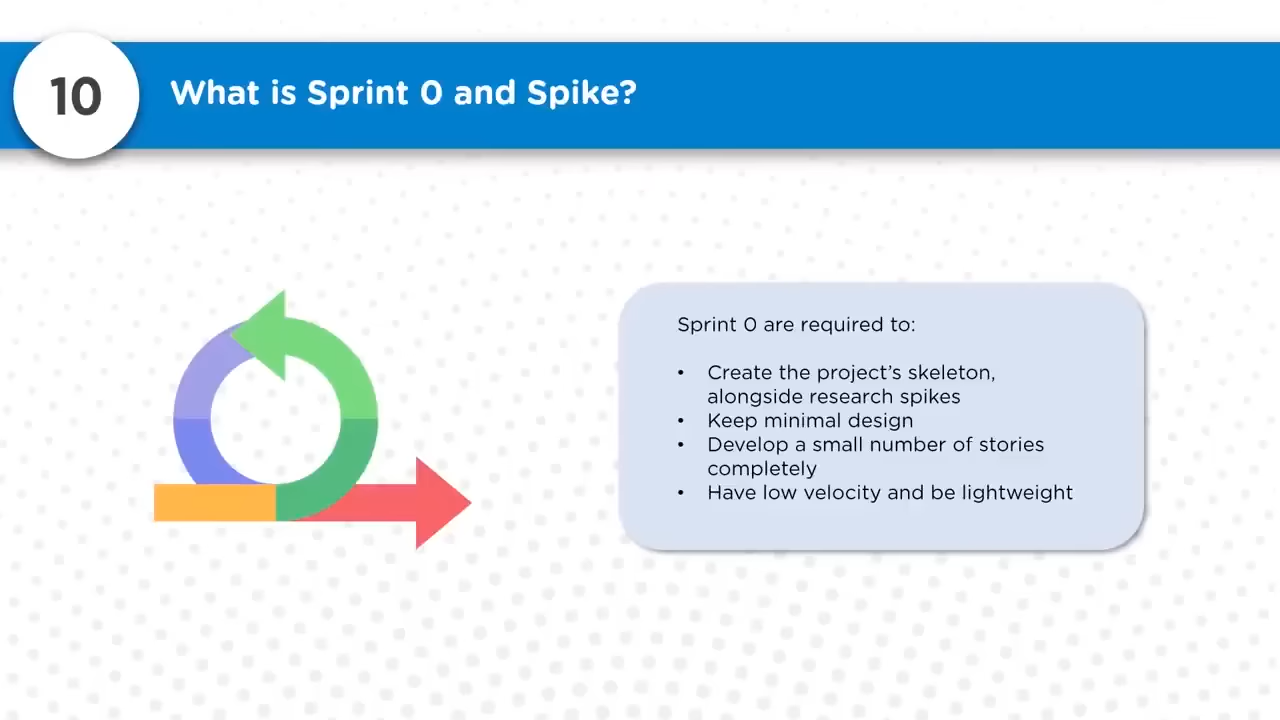 10
What is Sprint 0 and Spike?
Sprint 0 are required to:
• Create the project’s skeleton,
alongside research spikes
• Keep minimal design
• Develop a small number of stories
completely
• Have low velocity and be lightweight